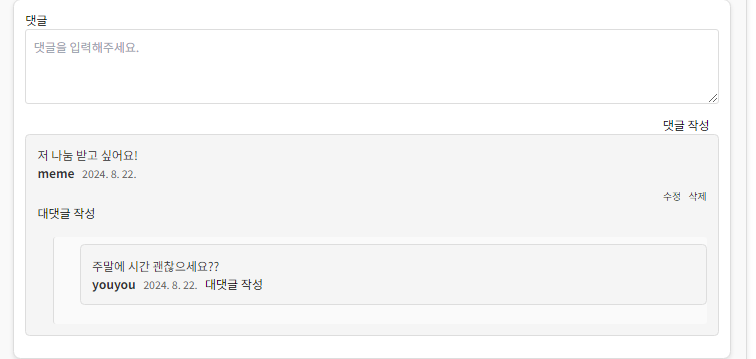 댓글
댓글을 입력해주세요.
댓글 작성
저 나눔 받고 싶어요!
meme 2024. 8. 22.
수정 삭제
대댓글 작성
주말에 시간 괜찮으세요??
youyou 2024. 8. 22. 대댓글 작성